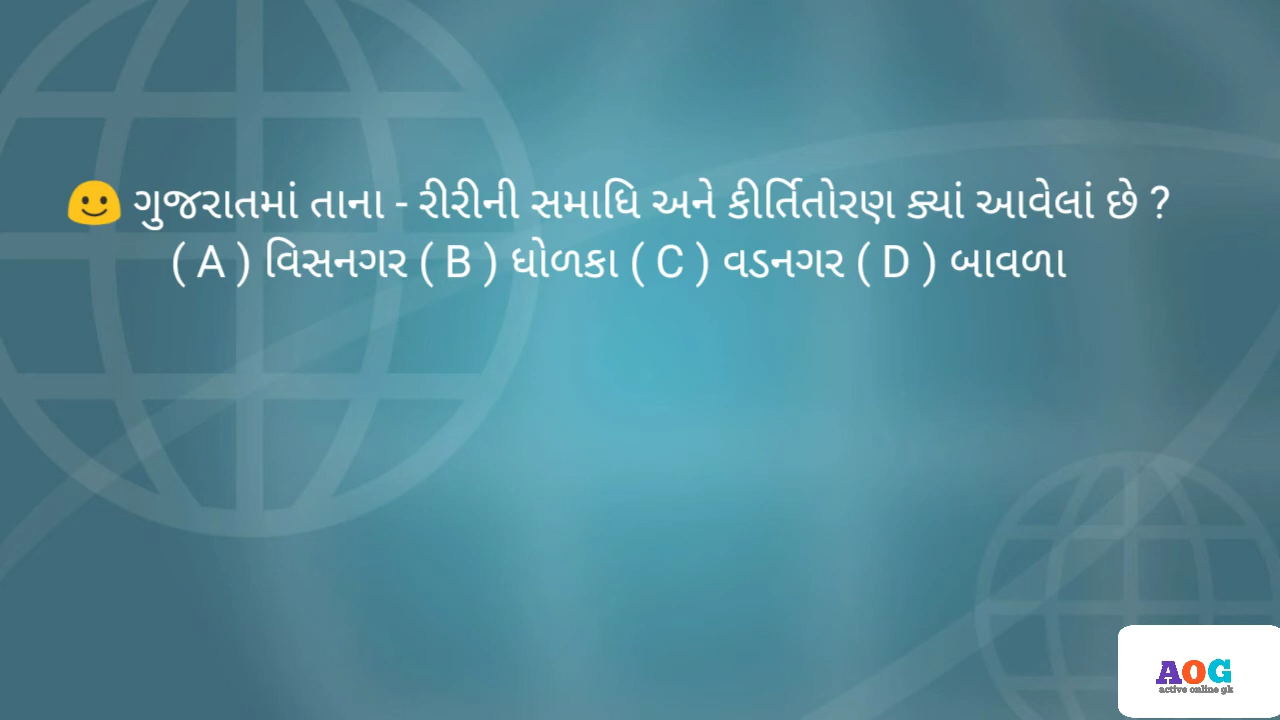 🙂 ગુજરાતમાં તાના - રીરીની સમાધિ અને કીર્તિતોરણ ક્યાં આવેલાં છે ?
( A ) વિસનગર ( B ) ધોળકા ( C ) વડનગર ( D ) બાવળા
AOG
active online gk